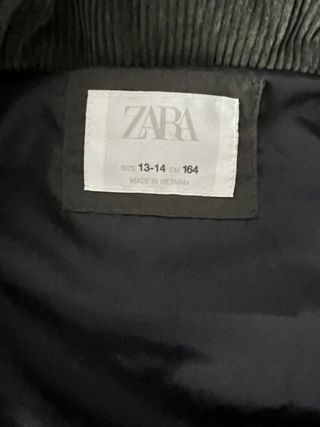 ZARA
SIZE 13-14 CM 164
MADE IN VIETNAM